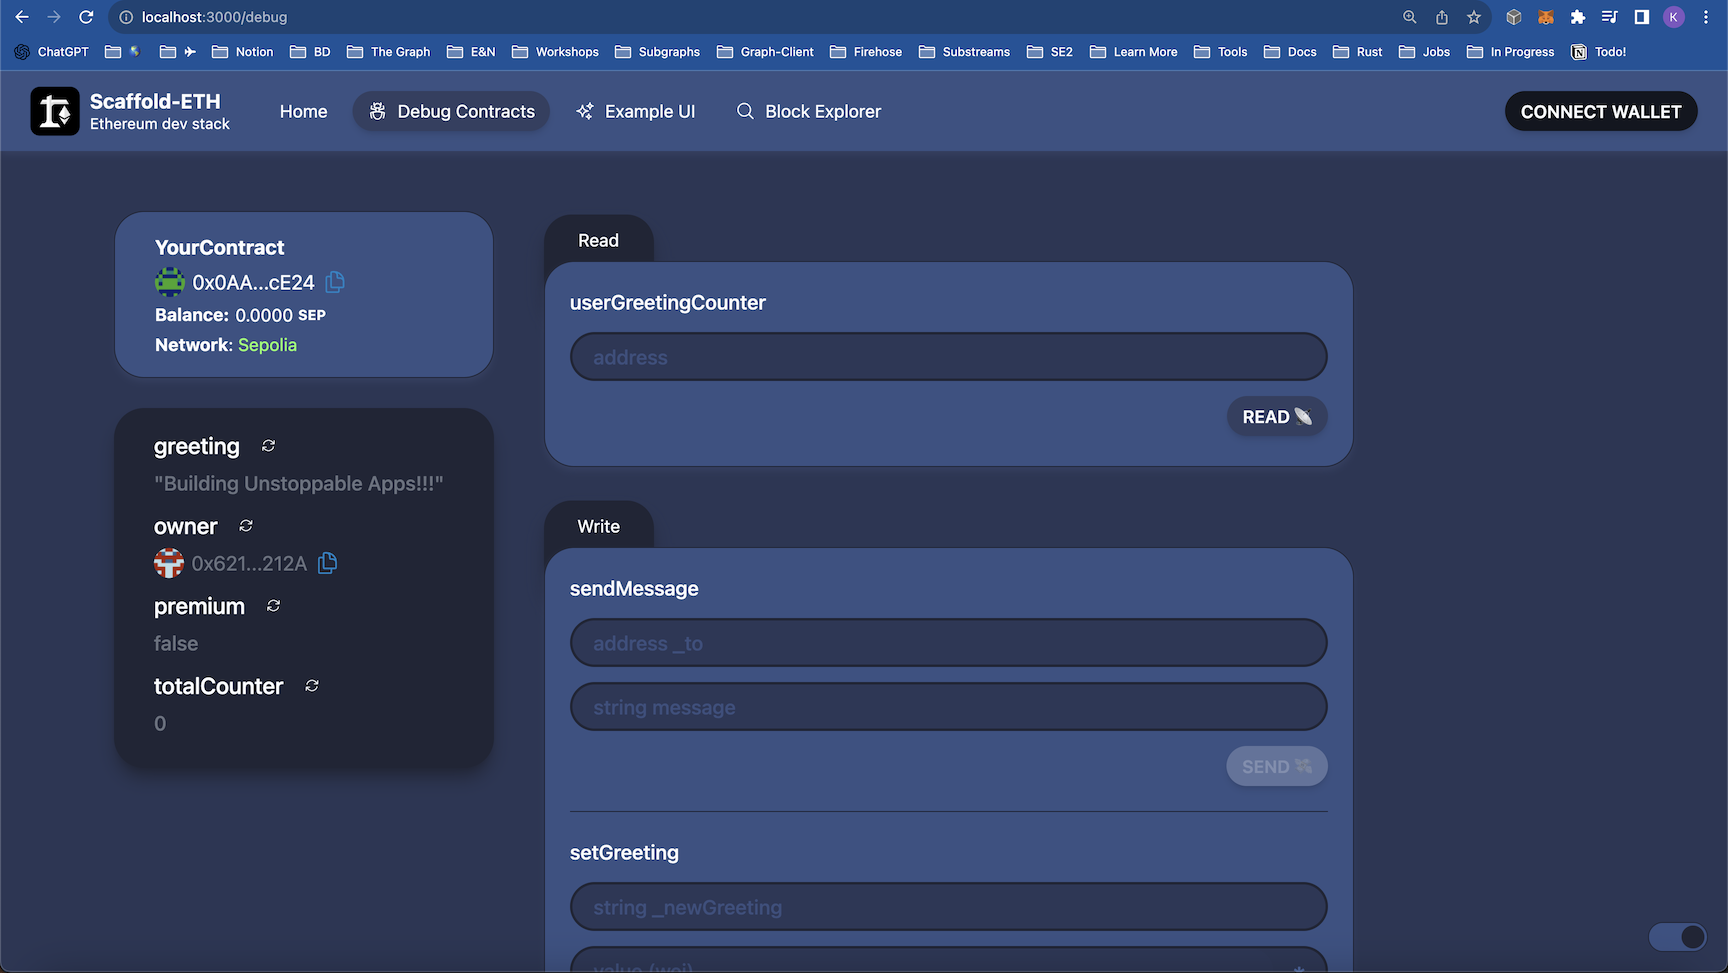 localhost:3000/debug
K
ChatGPT Notion BD The Graph E&N Workshops Subgraphs Graph-Client Firehose Substreams SE2 Learn More Tools Docs Rust Jobs In Progress Todo!
Scaffold-ETH
Ethereum dev stack
Home Debug Contracts Example UI Block Explorer CONNECT WALLET
YourContract
0x0AA...cE24
Balance: 0.0000 SEP
Network: Sepolia
greeting
"Building Unstoppable Apps!!!"
owner
0x621...212A
premium
false
totalCounter
0
Read
userGreetingCounter
address
READ
Write
sendMessage
address _to
string message
SEND
setGreeting
string _newGreeting
value (wei) *